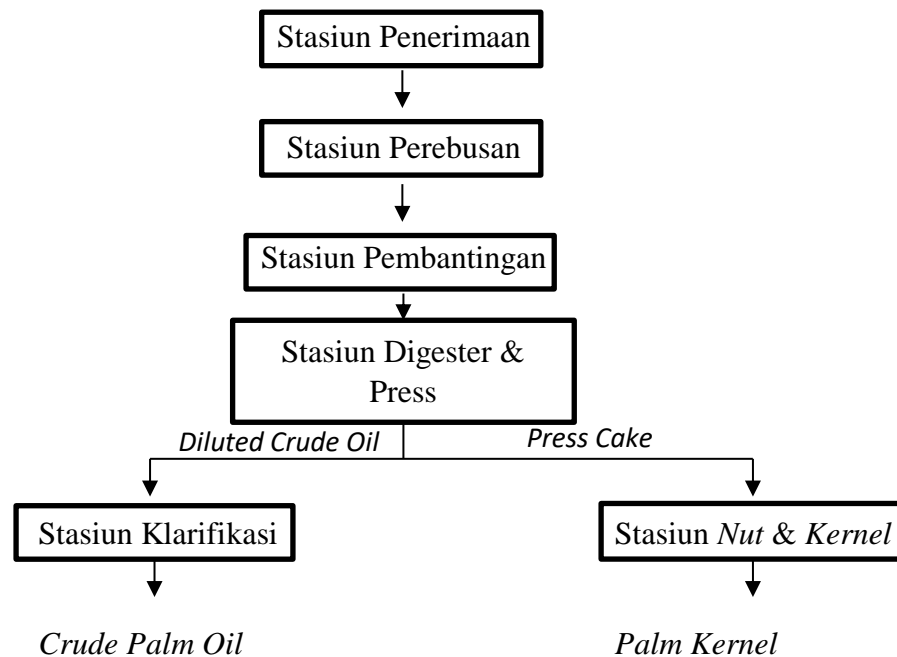 Stasiun Penerimaan
Stasiun Perebusan
Stasiun Pembantingan
Stasiun Digester &
Press
Diluted Crude Oil
Press Cake
Stasiun Klarifikasi
Stasiun Nut & Kernel
Crude Palm Oil
Palm Kernel